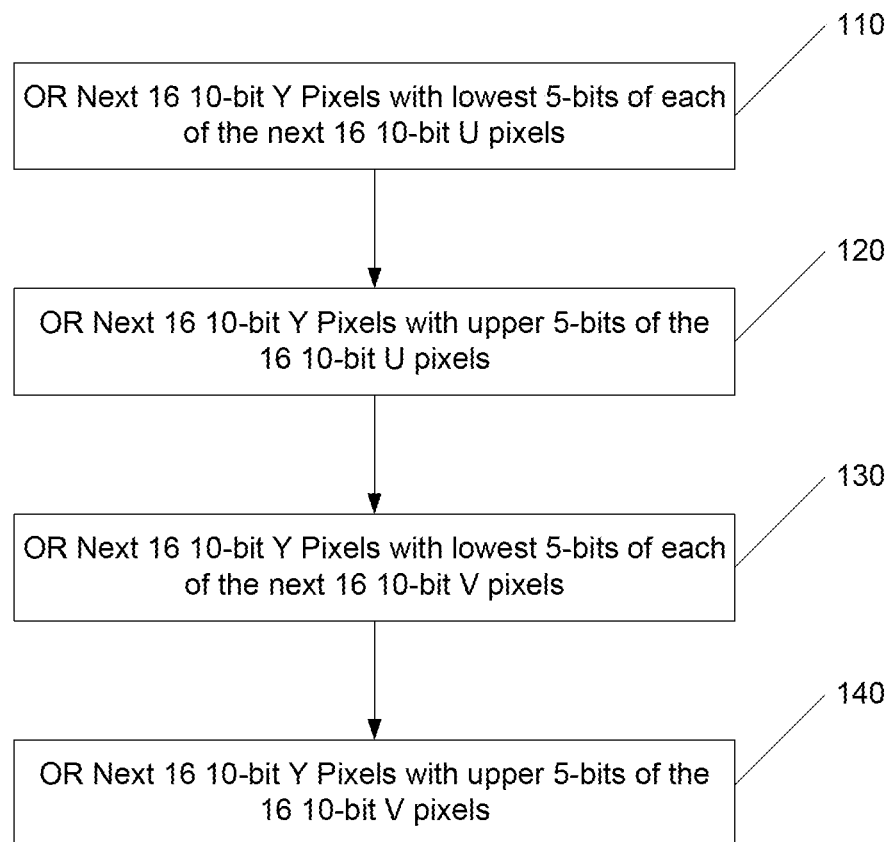 110
OR Next 16 10-bit Y Pixels with lowest 5-bits of each
of the next 16 10-bit U pixels
120
OR Next 16 10-bit Y Pixels with upper 5-bits of the
16 10-bit U pixels
130
OR Next 16 10-bit Y Pixels with lowest 5-bits of each
of the next 16 10-bit V pixels
140
OR Next 16 10-bit Y Pixels with upper 5-bits of the
16 10-bit V pixels